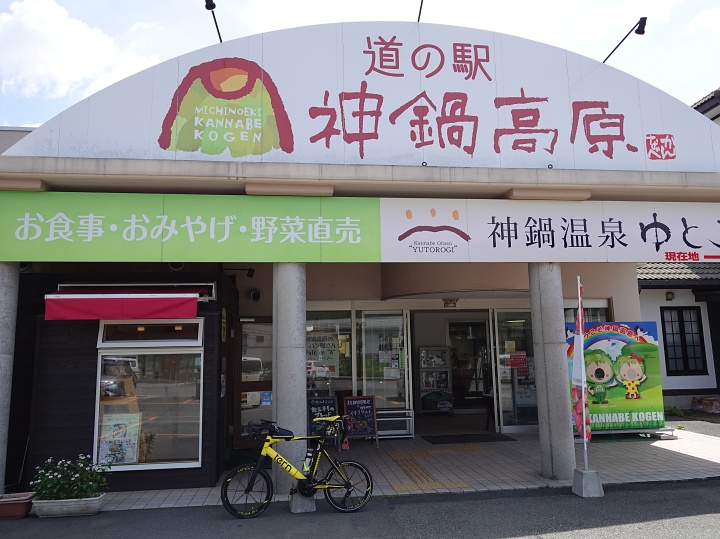 道の駅
神鍋高原
MICHINOEKI
KANNABE
KOGEN
お食事・おみやげ・野菜直売
Kannabe Onsen
"YUTOROGI"
神鍋温泉ゆと
現在地
KANNABE KOGEN
tern